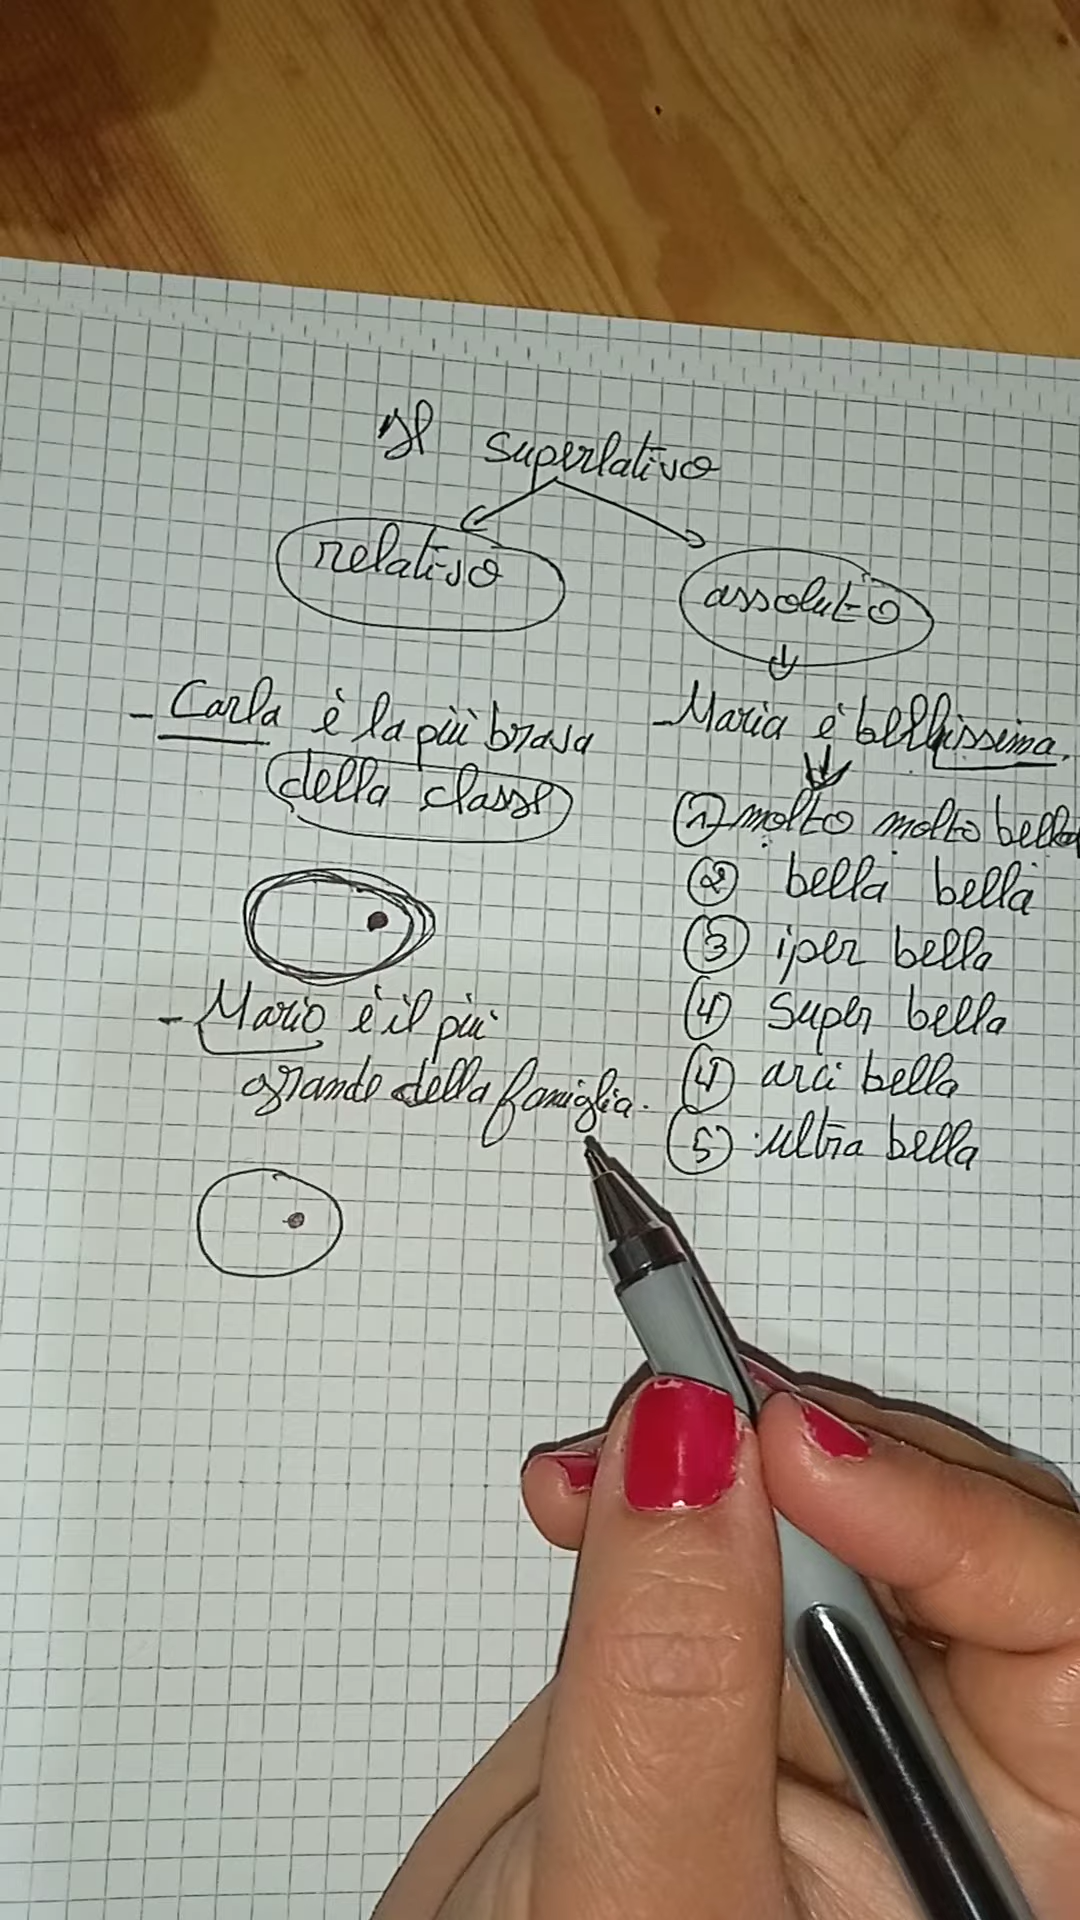 Il superlativo
relativo
assoluto
- Carla è la più brava
della classe
- Mario è il più
grande della famiglia.
- Maria è bellissima.
1 molto molto bella
2 bella bella
3 iper bella
4 super bella
4 arci bella
5 ultra bella